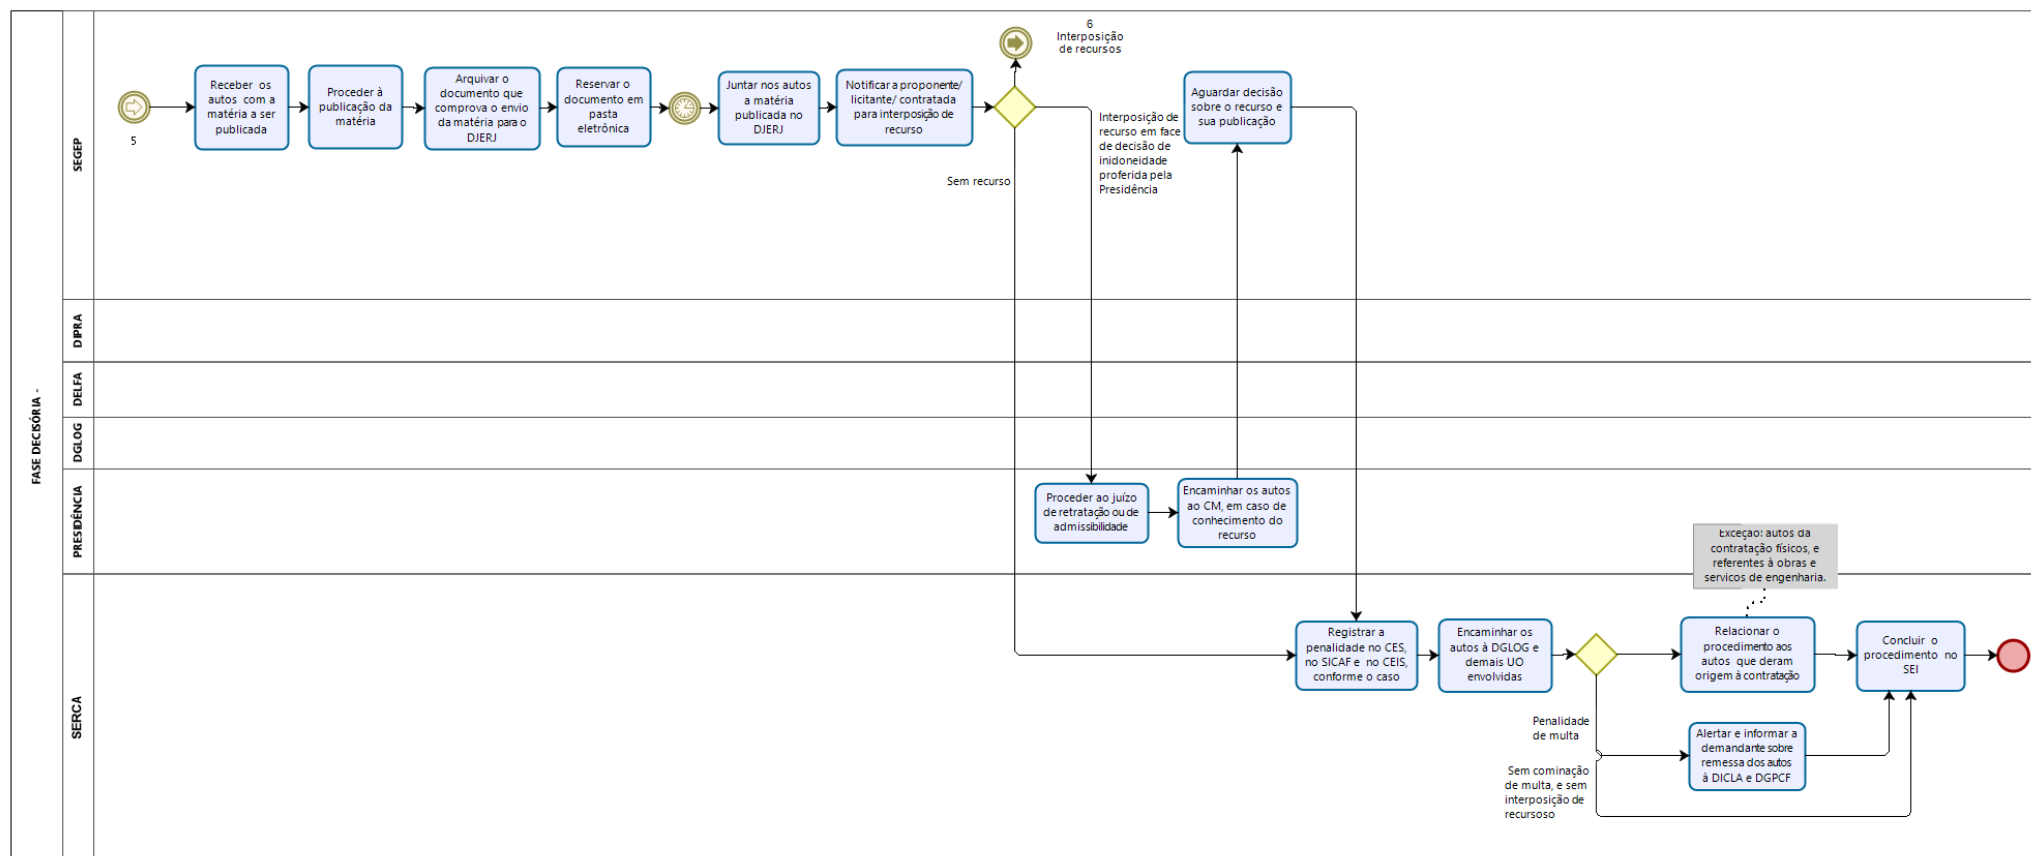 FASE DECISÓRIA -
SEGEP
DIPRA
DELFA
DGLOG
PRESIDÊNCIA
SERCA
5
Receber os
autos com a
matéria a ser
publicada
Proceder à
publicação da
matéria
Arquivar o
documento que
comprova o envio
da matéria para o
DJERJ
Reservar o
documento em
pasta
eletrônica
Juntar nos autos
a matéria
publicada no
DJERJ
Notificar a proponente/
licitante/ contratada
para interposição de
recurso
6
Interposição
de recursos
Sem recurso
Interposição de
recurso em face
de decisão de
inidoneidade
proferida pela
Presidência
Aguardar decisão
sobre o recurso e
sua publicação
Proceder ao juízo
de retratação ou de
admissibilidade
Encaminhar os autos
ao CM, em caso de
conhecimento do
recurso
Registrar a
penalidade no CES,
no SICAF e no CEIS,
conforme o caso
Encaminhar os
autos à DGLOG e
demais UO
envolvidas
Exceção: autos da
contratação físicos, e
referentes à obras e
serviços de engenharia.
Relacionar o
procedimento aos
autos que deram
origem à contratação
Concluir o
procedimento no
SEI
Penalidade
de multa
Alertar e informar a
demandante sobre
remessa dos autos
à DICLA e DGPCF
Sem cominação
de multa, e sem
interposição de
recursoso